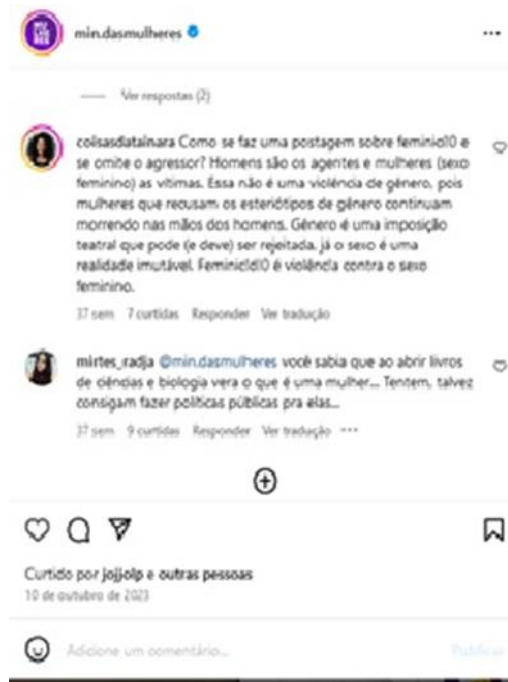 min.dasmulheres
Ver respostas (2)
coisasdatainara Como se faz uma postagem sobre feminici10 e
se omite o agressor? Homens são os agentes e mulheres (sexo
feminino) as vítimas. Essa não é uma violência de gênero, pois
mulheres que recusam os esteriótipos de gênero continuam
morrendo nas mãos dos homens. Gênero é uma imposição
teatral que pode (e deve) ser rejeitada, já o sexo é uma
realidade imutável. Feminicid10 é violência contra o sexo
feminino.
37 sem 7 curtidas Responder Ver tradução
mirtes_radja @min.dasmulheres você sabia que ao abrir livros
de ciências e biologia vera o que é uma mulher... Tentem, talvez
consigam fazer políticas públicas pra elas...
37 sem 9 curtidas Responder Ver tradução
Curtido por jojjolp e outras pessoas
10 de outubro de 2023
Adicione um comentário...
Publicar